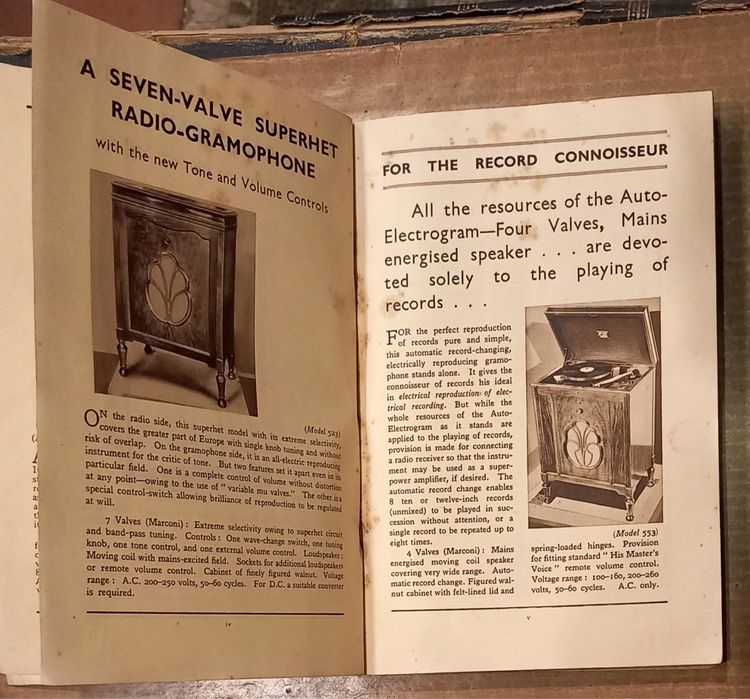 A SEVEN-VALVE SUPERHET
RADIO-GRAMOPHONE
with the new Tone and Volume Controls
(Model 523)
ON the radio side, this superhet model with its extreme selectivity,
covers the greater part of Europe with single knob tuning and without
risk of overlap. On the gramophone side, it is an all-electric reproducing
instrument for the critic of tone. But two features set it apart even in its
particular field. One is a complete control of volume without distortion
at any point—owing to the use of "variable mu valves." The other is a
special control-switch allowing brilliance of reproduction to be regulated
at will.
7 Valves (Marconi): Extreme selectivity owing to superhet circuit
and band-pass tuning. Controls: One wave-change switch, one tuning
knob, one tone control, and one external volume control. Loudspeaker:
Moving coil with mains-excited field. Sockets for additional loudspeakers
or remote volume control. Cabinet of finely figured walnut. Voltage
range: A.C. 200-250 volts, 50-60 cycles. For D.C. a suitable converter
is required.
iv
FOR THE RECORD CONNOISSEUR
All the resources of the Auto-
Electrogram—Four Valves, Mains
energised speaker . . . are devo-
ted solely to the playing of
records . . .
FOR the perfect reproduction
of records pure and simple,
this automatic record-changing,
electrically reproducing gramo-
phone stands alone. It gives the
connoisseur of records his ideal
in electrical reproduction of elec-
trical recording. But while the
whole resources of the Auto-
Electrogram as it stands are
applied to the playing of records,
provision is made for connecting
a radio receiver so that the instru-
ment may be used as a super-
power amplifier, if desired. The
automatic record change enables
8 ten or twelve-inch records
(unmixed) to be played in suc-
cession without attention, or a
single record to be repeated up to
eight times.
4 Valves (Marconi): Mains
energised moving coil speaker
covering very wide range. Auto-
matic record change. Figured wal-
nut cabinet with felt-lined lid and
(Model 553)
spring-loaded hinges. Provision
for fitting standard "His Master's
Voice" remote volume control.
Voltage range: 100-160, 200-260
volts, 50-60 cycles. A.C. only.
v